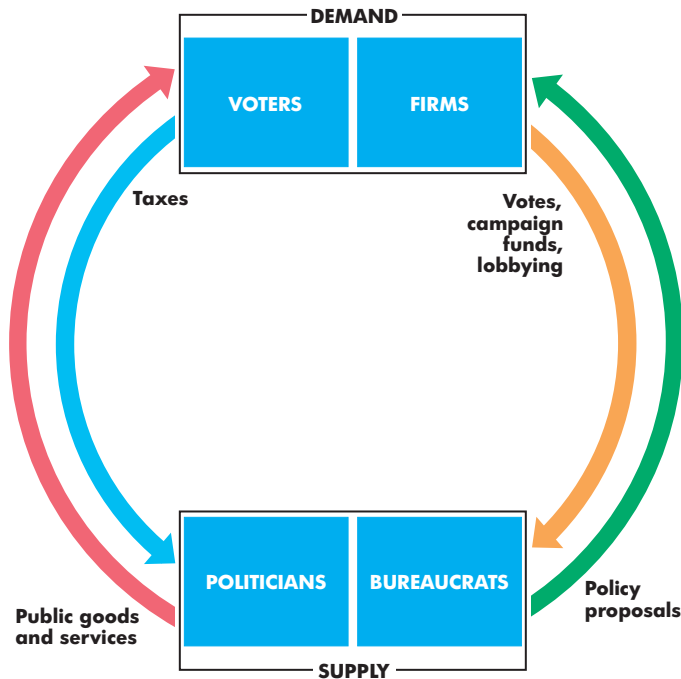 DEMAND
VOTERS
FIRMS
Taxes
Votes,
campaign
funds,
lobbying
POLITICIANS
BUREAUCRATS
Public goods
and services
Policy
proposals
SUPPLY